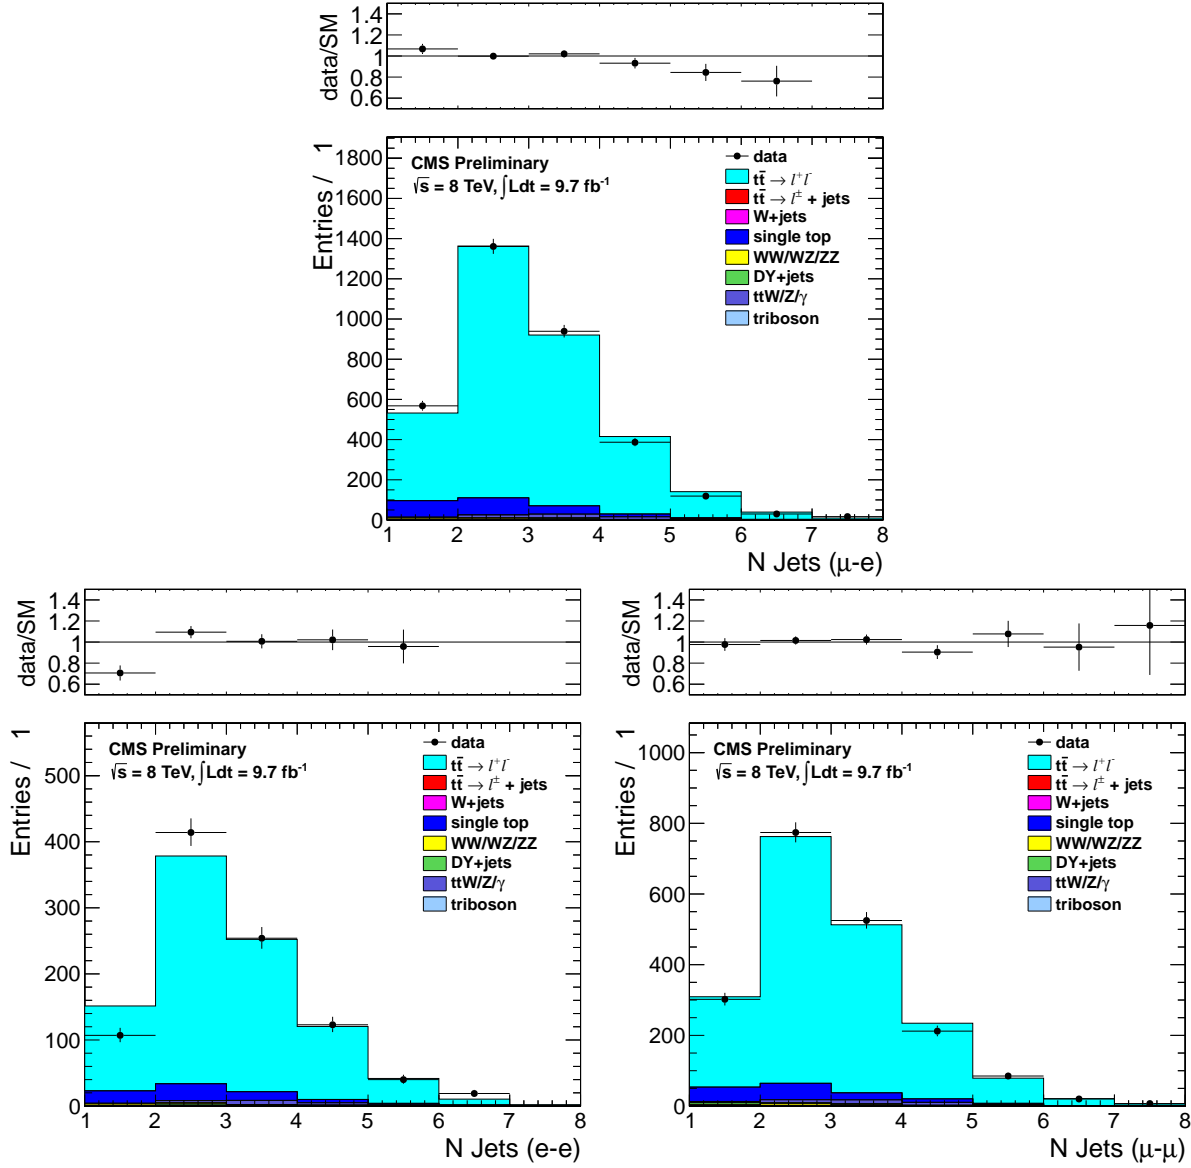 data/SM
1.4
1.2
1
0.8
0.6
Entries / 1
1800
1600
1400
1200
1000
800
600
400
200
0
CMS Preliminary
√s = 8 TeV, ∫Ldt = 9.7 fb⁻¹
data
tt̄ → l⁺l⁻
tt̄ → l± + jets
W+jets
single top
WW/WZ/ZZ
DY+jets
ttW/Z/γ
triboson
1 2 3 4 5 6 7 8
N Jets (μ-e)
data/SM
1.4
1.2
1
0.8
0.6
Entries / 1
500
400
300
200
100
0
CMS Preliminary
√s = 8 TeV, ∫Ldt = 9.7 fb⁻¹
data
tt̄ → l⁺l⁻
tt̄ → l± + jets
W+jets
single top
WW/WZ/ZZ
DY+jets
ttW/Z/γ
triboson
1 2 3 4 5 6 7 8
N Jets (e-e)
data/SM
1.4
1.2
1
0.8
0.6
Entries / 1
1000
800
600
400
200
0
CMS Preliminary
√s = 8 TeV, ∫Ldt = 9.7 fb⁻¹
data
tt̄ → l⁺l⁻
tt̄ → l± + jets
W+jets
single top
WW/WZ/ZZ
DY+jets
ttW/Z/γ
triboson
1 2 3 4 5 6 7 8
N Jets (μ-μ)